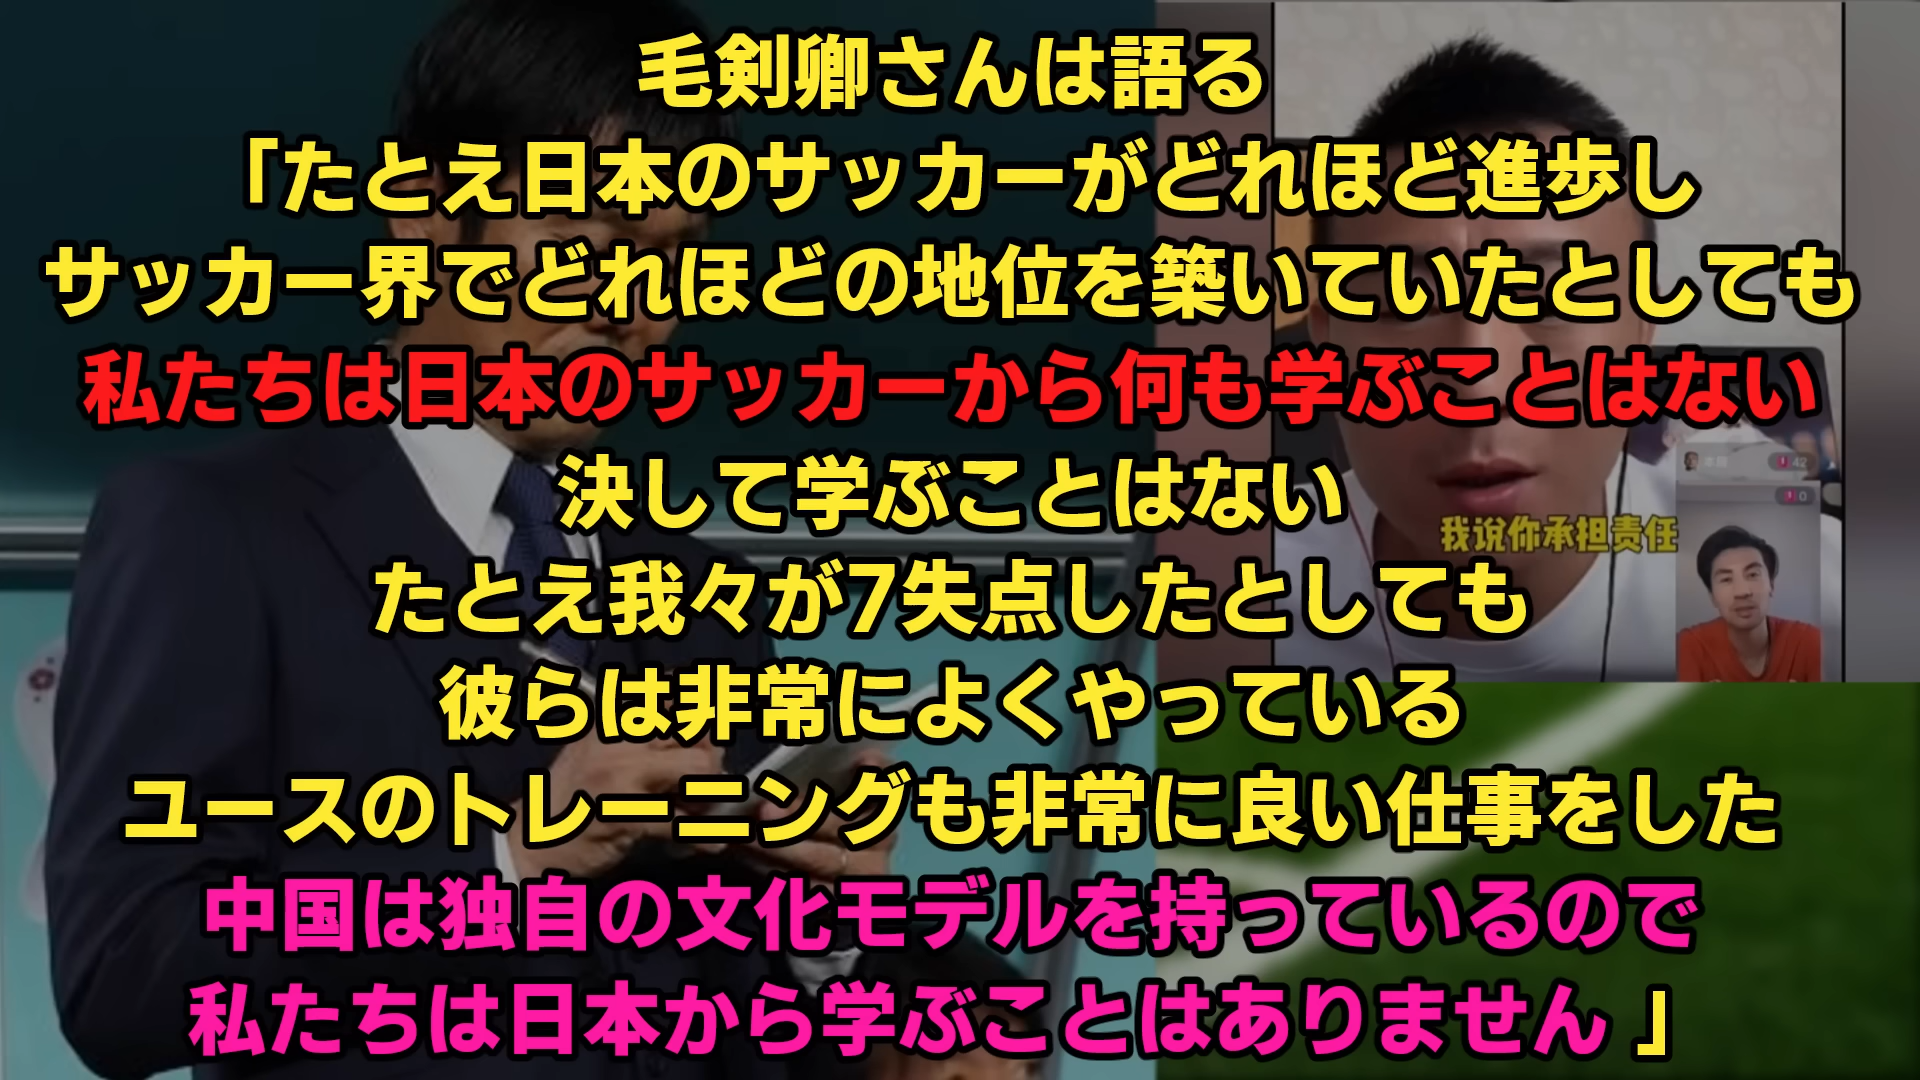 毛剣卿さんは語る
「たとえ日本のサッカーがどれほど進歩し
サッカー界でどれほどの地位を築いていたとしても
私たちは日本のサッカーから何も学ぶことはない
決して学ぶことはない
たとえ我々が7失点したとしても
彼らは非常によくやっている
ユースのトレーニングも非常に良い仕事をした
中国は独自の文化モデルを持っているので
私たちは日本から学ぶことはありません 」
42
0
我说你承担责任